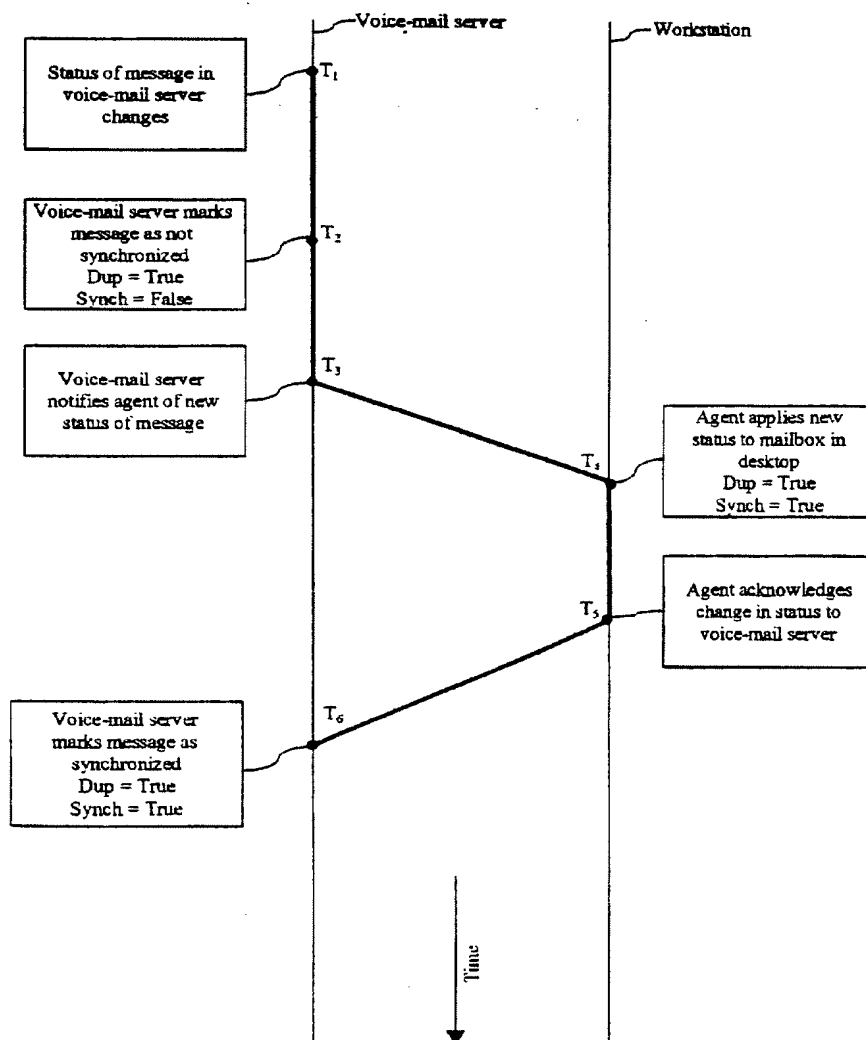 Voice-mail server
Workstation
Status of message in
voice-mail server
changes
T1
Voice-mail server marks
message as not
synchronized
Dup = True
Synch = False
T2
Voice-mail server
notifies agent of new
status of message
T3
Agent applies new
status to mailbox in
desktop
Dup = True
Synch = True
T4
Agent acknowledges
change in status to
voice-mail server
T5
Voice-mail server
marks message as
synchronized
Dup = True
Synch = True
T6
Time